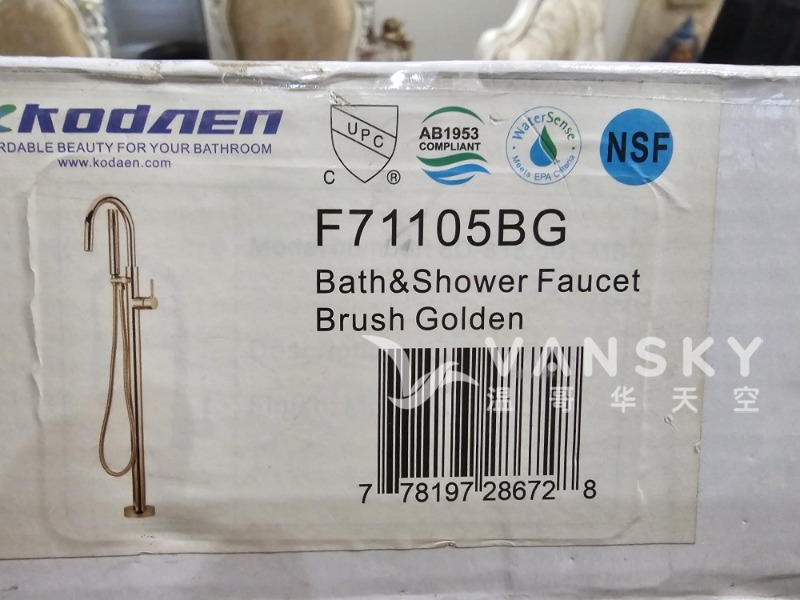 KODAEN
RDABLE BEAUTY FOR YOUR BATHROOM
www.kodaen.com
UPC
C ®
AB1953
COMPLIANT
WaterSense
Meets EPA Criteria
NSF
F71105BG
Bath&Shower Faucet
Brush Golden
VANSKY
温哥华天空
7 78197 28672 8